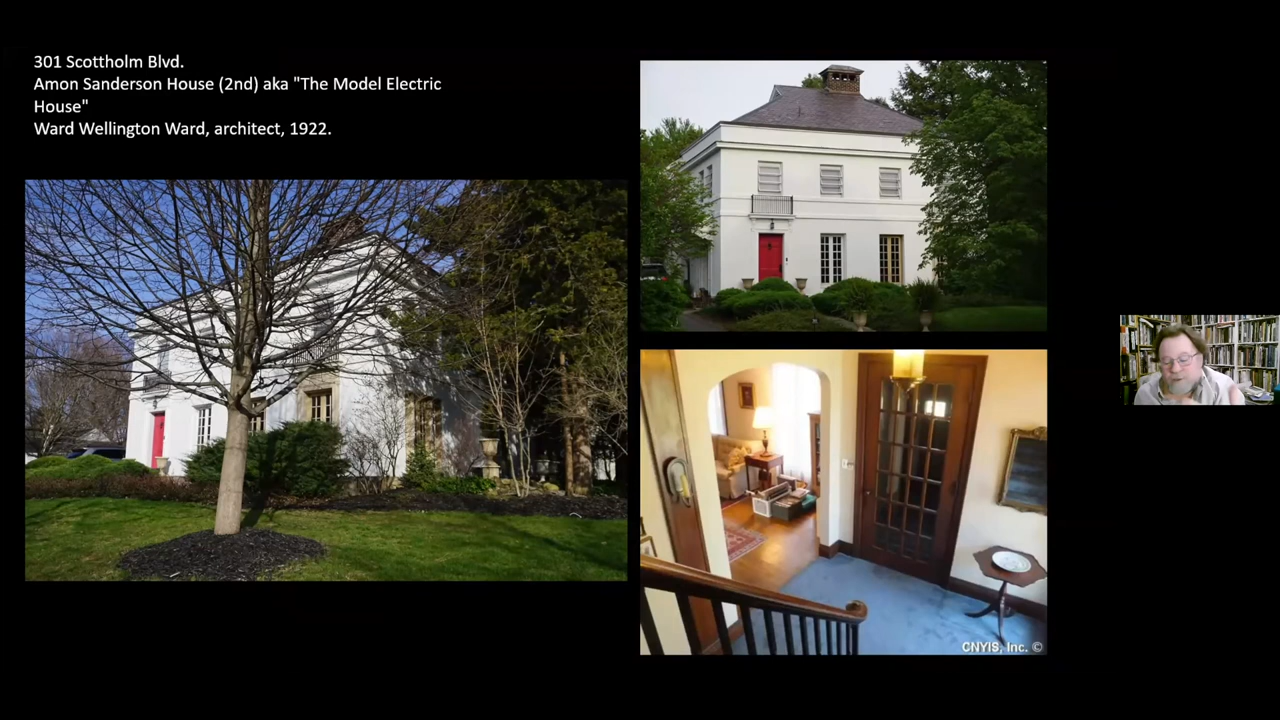 301 Scottholm Blvd.
Amon Sanderson House (2nd) aka "The Model Electric
House"
Ward Wellington Ward, architect, 1922.
CNYIS, Inc. ©